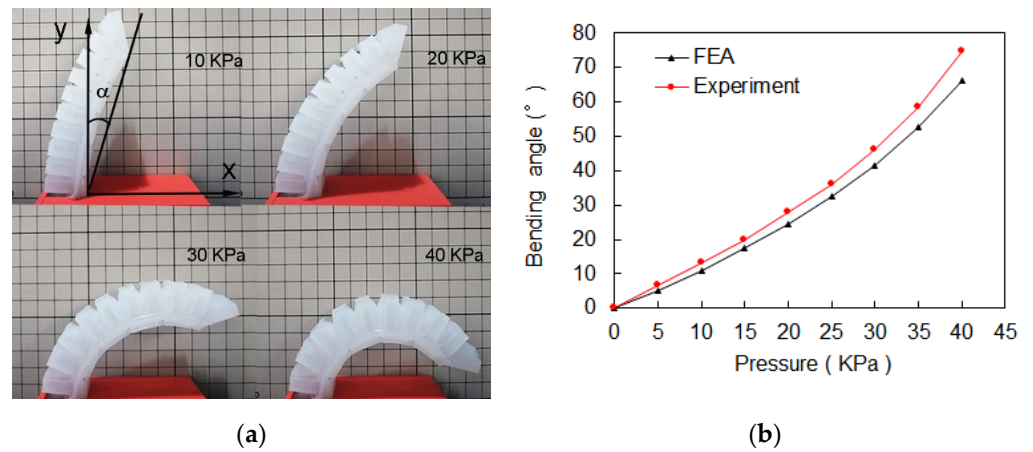 y
10 KPa
α
X
20 KPa
30 KPa
40 KPa
(a)
FEA
Experiment
Bending angle ( ° )
80
70
60
50
40
30
20
10
0
0 5 10 15 20 25 30 35 40 45
Pressure ( KPa )
(b)